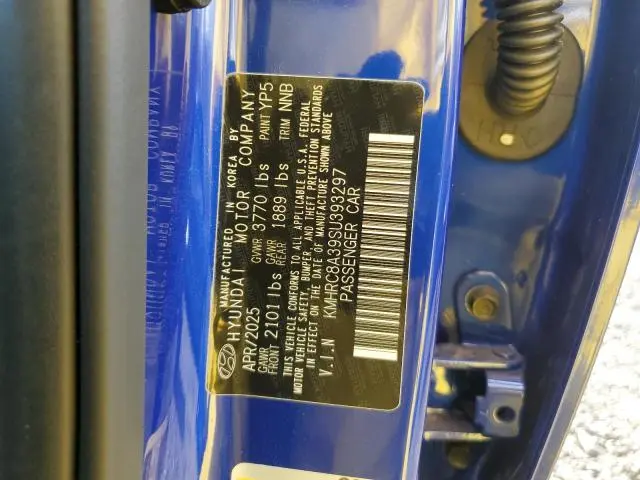 MANUFACTURED IN KOREA BY
HYUNDAI MOTOR COMPANY
APR/2025 GVWR 3770 lbs PAINT YP5
GAWR FRONT 2101 lbs GAWR REAR 1889 lbs TRIM NNB
THIS VEHICLE CONFORMS TO ALL APPLICABLE U.S.A. FEDERAL
MOTOR VEHICLE SAFETY, BUMPER, AND THEFT PREVENTION STANDARDS
IN EFFECT ON THE DATE OF MANUFACTURE SHOWN ABOVE
V.I.N KMHRC8A39SU393297
PASSENGER CAR